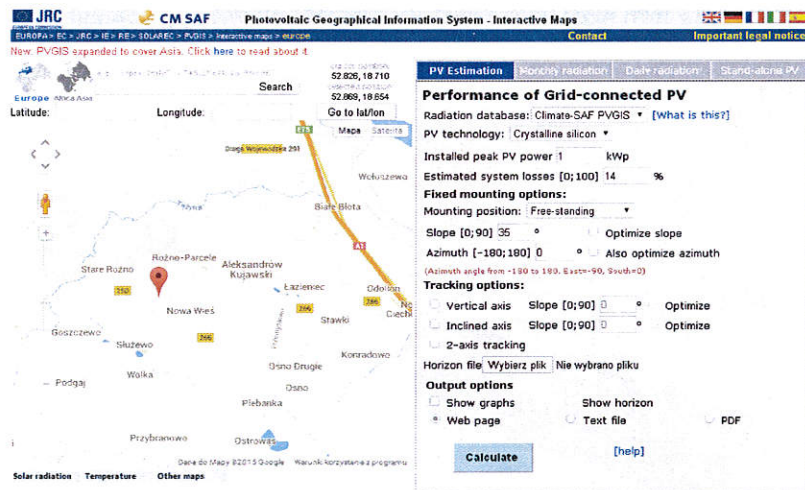 JRC
CM SAF
Photovoltaic Geographical Information System - Interactive Maps
EUROPA > EC > JRC > IE > RE > SOLAREC > PVGIS > Interactive maps > europe
Contact
Important legal notice
New. PVGIS expanded to cover Asia. Click here to read about it
Europe
Africa Asia
52.826, 18.710
Search
52.869, 18.654
Latitude:
Longitude:
Go to lat/lon
Mapa
Satelita
Droga Wojewódzka 251
Wołuszewo
Białe Błota
A1
Rożno-Parcele
Stare Rożno
Aleksandrów
Kujawski
Łazieniec
Odolion
Nowa Wieś
266
266
266
Stawki
Goszczewo
Służewo
Konradowo
Wolka
Osno Drugie
Podgaj
Osno
Plebanka
Przybranowo
Ostrowąs
Dane do Mapy ©2015 Google
Warunki korzystania z programu
Solar radiation
Temperature
Other maps
PV Estimation
Monthly radiation
Daily radiation
Stand-alone PV
Performance of Grid-connected PV
Radiation database: Climate-SAF PVGIS
[What is this?]
PV technology: Crystalline silicon
Installed peak PV power 1 kWp
Estimated system losses [0;100] 14 %
Fixed mounting options:
Mounting position: Free-standing
Slope [0;90] 35 °
Optimize slope
Azimuth [-180;180] 0 °
Also optimize azimuth
(Azimuth angle from -180 to 180. East=-90, South=0)
Tracking options:
Vertical axis Slope [0;90] 0 ° Optimize
Inclined axis Slope [0;90] 0 ° Optimize
2-axis tracking
Horizon file Wybierz plik Nie wybrano pliku
Output options
Show graphs
Show horizon
Web page
Text file
PDF
Calculate
[help]